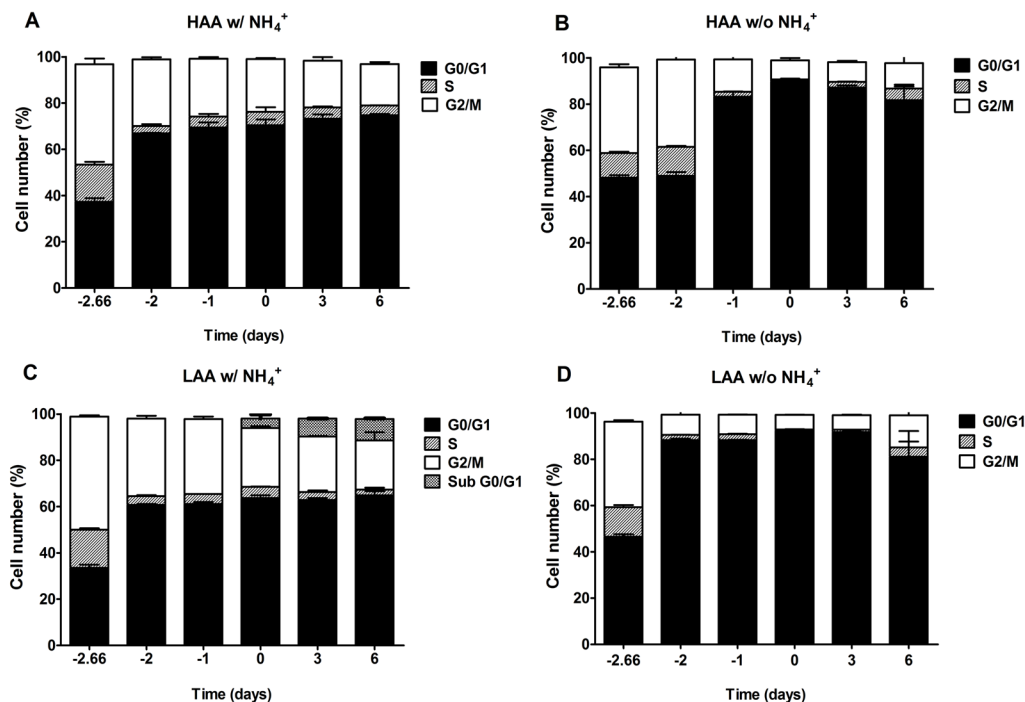 A
HAA w/ NH₄⁺
Cell number (%)
100
80
60
40
20
0
-2.66 -2 -1 0 3 6
Time (days)
G0/G1
S
G2/M
B
HAA w/o NH₄⁺
Cell number (%)
100
80
60
40
20
0
-2.66 -2 -1 0 3 6
Time (days)
G0/G1
S
G2/M
C
LAA w/ NH₄⁺
Cell number (%)
100
80
60
40
20
0
-2.66 -2 -1 0 3 6
Time (days)
G0/G1
S
G2/M
Sub G0/G1
D
LAA w/o NH₄⁺
Cell number (%)
100
80
60
40
20
0
-2.66 -2 -1 0 3 6
Time (days)
G0/G1
S
G2/M